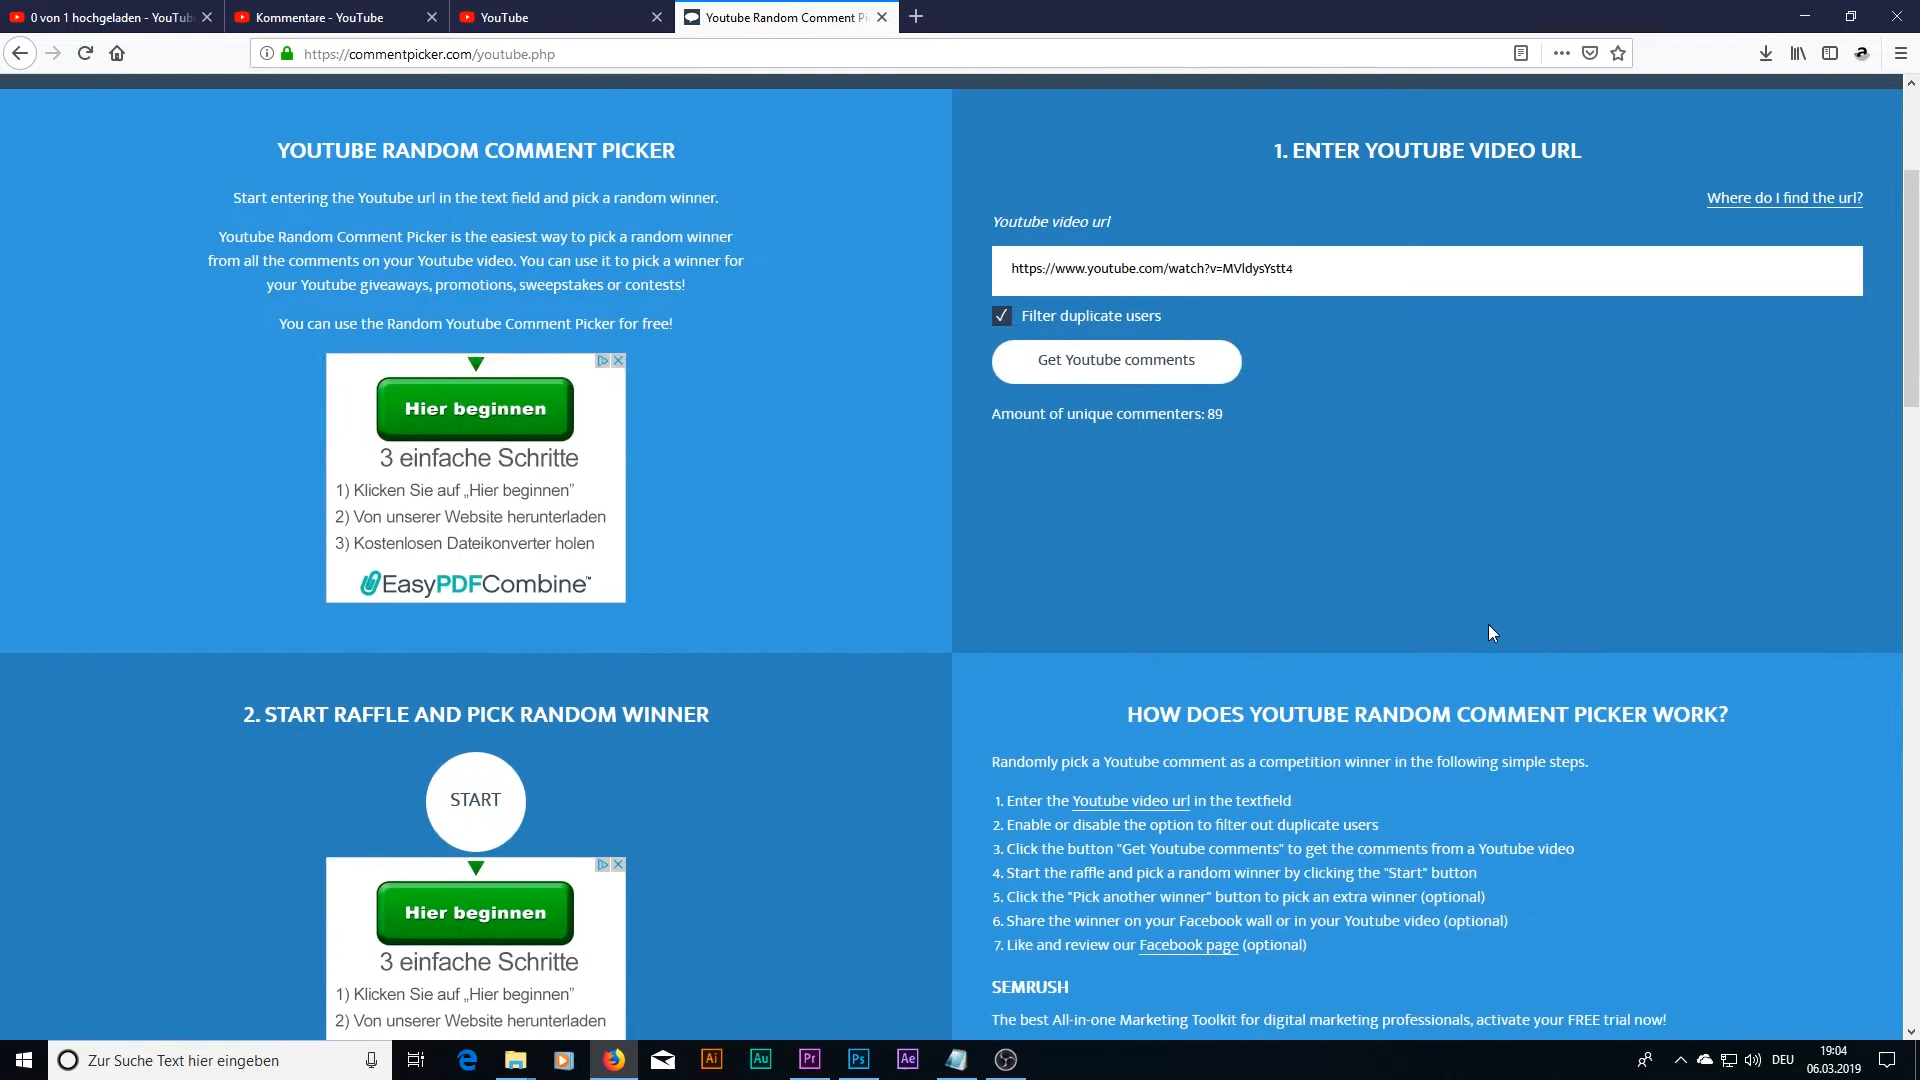 0 von 1 hochgeladen - YouTu
Kommentare - YouTube
YouTube
Youtube Random Comment Pi
https://commentpicker.com/youtube.php
YOUTUBE RANDOM COMMENT PICKER
Start entering the Youtube url in the text field and pick a random winner.
Youtube Random Comment Picker is the easiest way to pick a random winner
from all the comments on your Youtube video. You can use it to pick a winner for
your Youtube giveaways, promotions, sweepstakes or contests!
You can use the Random Youtube Comment Picker for free!
Hier beginnen
3 einfache Schritte
1) Klicken Sie auf „Hier beginnen"
2) Von unserer Website herunterladen
3) Kostenlosen Dateikonverter holen
EasyPDFCombine™
1. ENTER YOUTUBE VIDEO URL
Where do I find the url?
Youtube video url
https://www.youtube.com/watch?v=MVldysYstt4
Filter duplicate users
Get Youtube comments
Amount of unique commenters: 89
2. START RAFFLE AND PICK RANDOM WINNER
START
Hier beginnen
3 einfache Schritte
1) Klicken Sie auf „Hier beginnen"
2) Von unserer Website herunterladen
HOW DOES YOUTUBE RANDOM COMMENT PICKER WORK?
Randomly pick a Youtube comment as a competition winner in the following simple steps.
1. Enter the Youtube video url in the textfield
2. Enable or disable the option to filter out duplicate users
3. Click the button "Get Youtube comments" to get the comments from a Youtube video
4. Start the raffle and pick a random winner by clicking the "Start" button
5. Click the "Pick another winner" button to pick an extra winner (optional)
6. Share the winner on your Facebook wall or in your Youtube video (optional)
7. Like and review our Facebook page (optional)
SEMRUSH
The best All-in-one Marketing Toolkit for digital marketing professionals, activate your FREE trial now!
Zur Suche Text hier eingeben
Ai
Au
Pr
Ps
Ae
DEU
19:04
06.03.2019